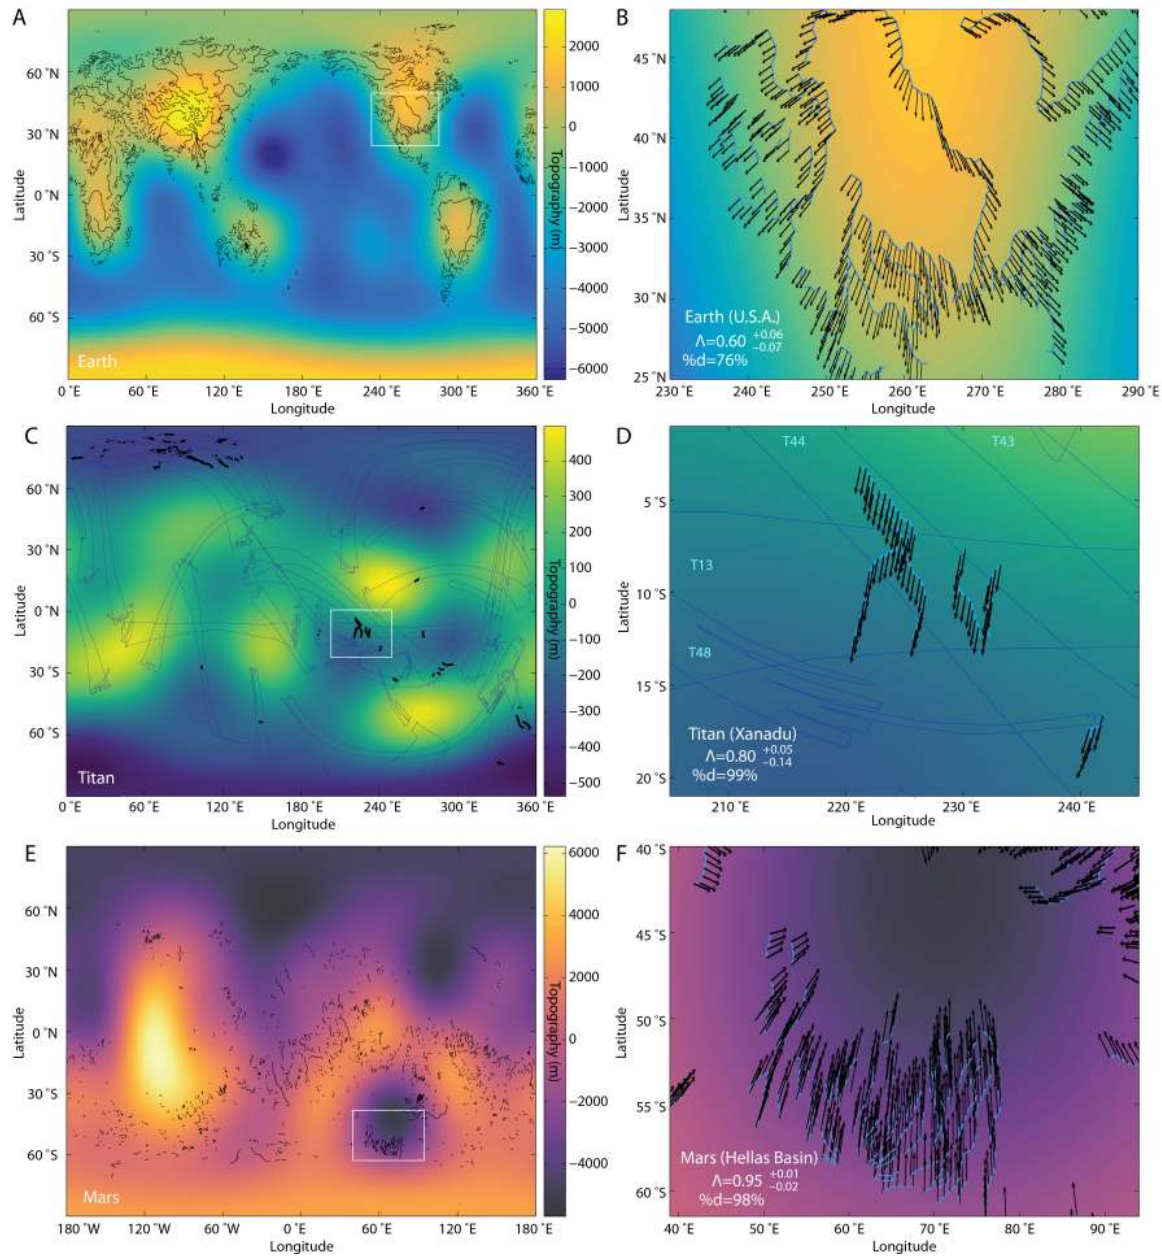 A
60 °N
30 °N
0 °N
30 °S
60 °S
Latitude
Earth
0 °E
60 °E
120 °E
180 °E
240 °E
300 °E
360 °E
Longitude
2000
1000
0
−1000
−2000
−3000
−4000
−5000
−6000
Topography (m)
B
45 °N
40 °N
35 °N
30 °N
25 °N
Latitude
Earth (U.S.A.)
Λ=0.60 +0.06 −0.07
%d=76%
230 °E
240 °E
250 °E
260 °E
270 °E
280 °E
290 °E
Longitude
C
60 °N
30 °N
0 °N
30 °S
60 °S
Latitude
Titan
0 °E
60 °E
120 °E
180 °E
240 °E
300 °E
360 °E
Longitude
400
300
200
100
0
−100
−200
−300
−400
−500
Topography (m)
D
T44
T43
T13
T48
5 °S
10 °S
15 °S
20 °S
Latitude
Titan (Xanadu)
Λ=0.80 +0.05 −0.14
%d=99%
210 °E
220 °E
230 °E
240 °E
Longitude
E
60 °N
30 °N
0 °N
30 °S
60 °S
Latitude
Mars
180 °W
120 °W
60 °W
0 °E
60 °E
120 °E
180 °E
Longitude
6000
4000
2000
0
−2000
−4000
Topography (m)
F
40 °S
45 °S
50 °S
55 °S
60 °S
Latitude
Mars (Hellas Basin)
Λ=0.95 +0.01 −0.02
%d=98%
40 °E
50 °E
60 °E
70 °E
80 °E
90 °E
Longitude